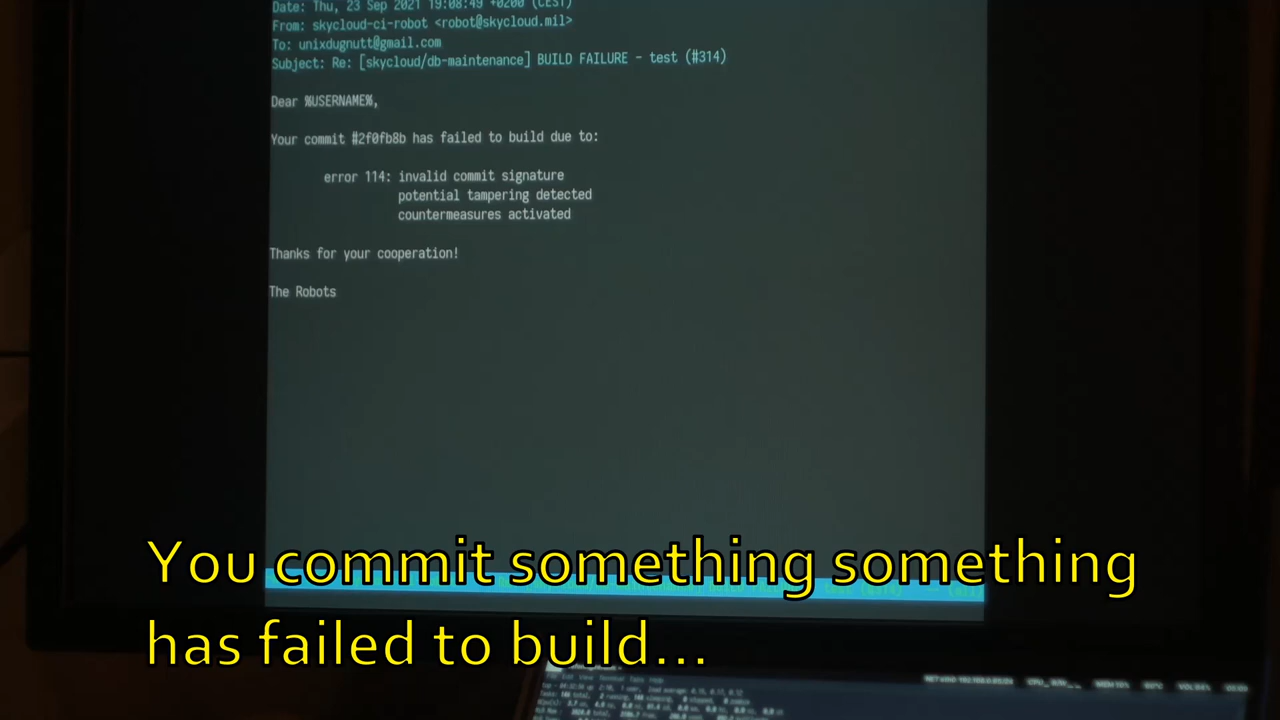 Date: Thu, 23 Sep 2021 19:08:49 +0200 (CEST)
From: skycloud-ci-robot <robot@skycloud.mil>
To: unixdugnutt@gmail.com
Subject: Re: [skycloud/db-maintenance] BUILD FAILURE - test (#314)
Dear %USERNAME%,
Your commit #2f0fb8b has failed to build due to:
error 114: invalid commit signature
potential tampering detected
countermeasures activated
Thanks for your cooperation!
The Robots
You commit something something
has failed to build...